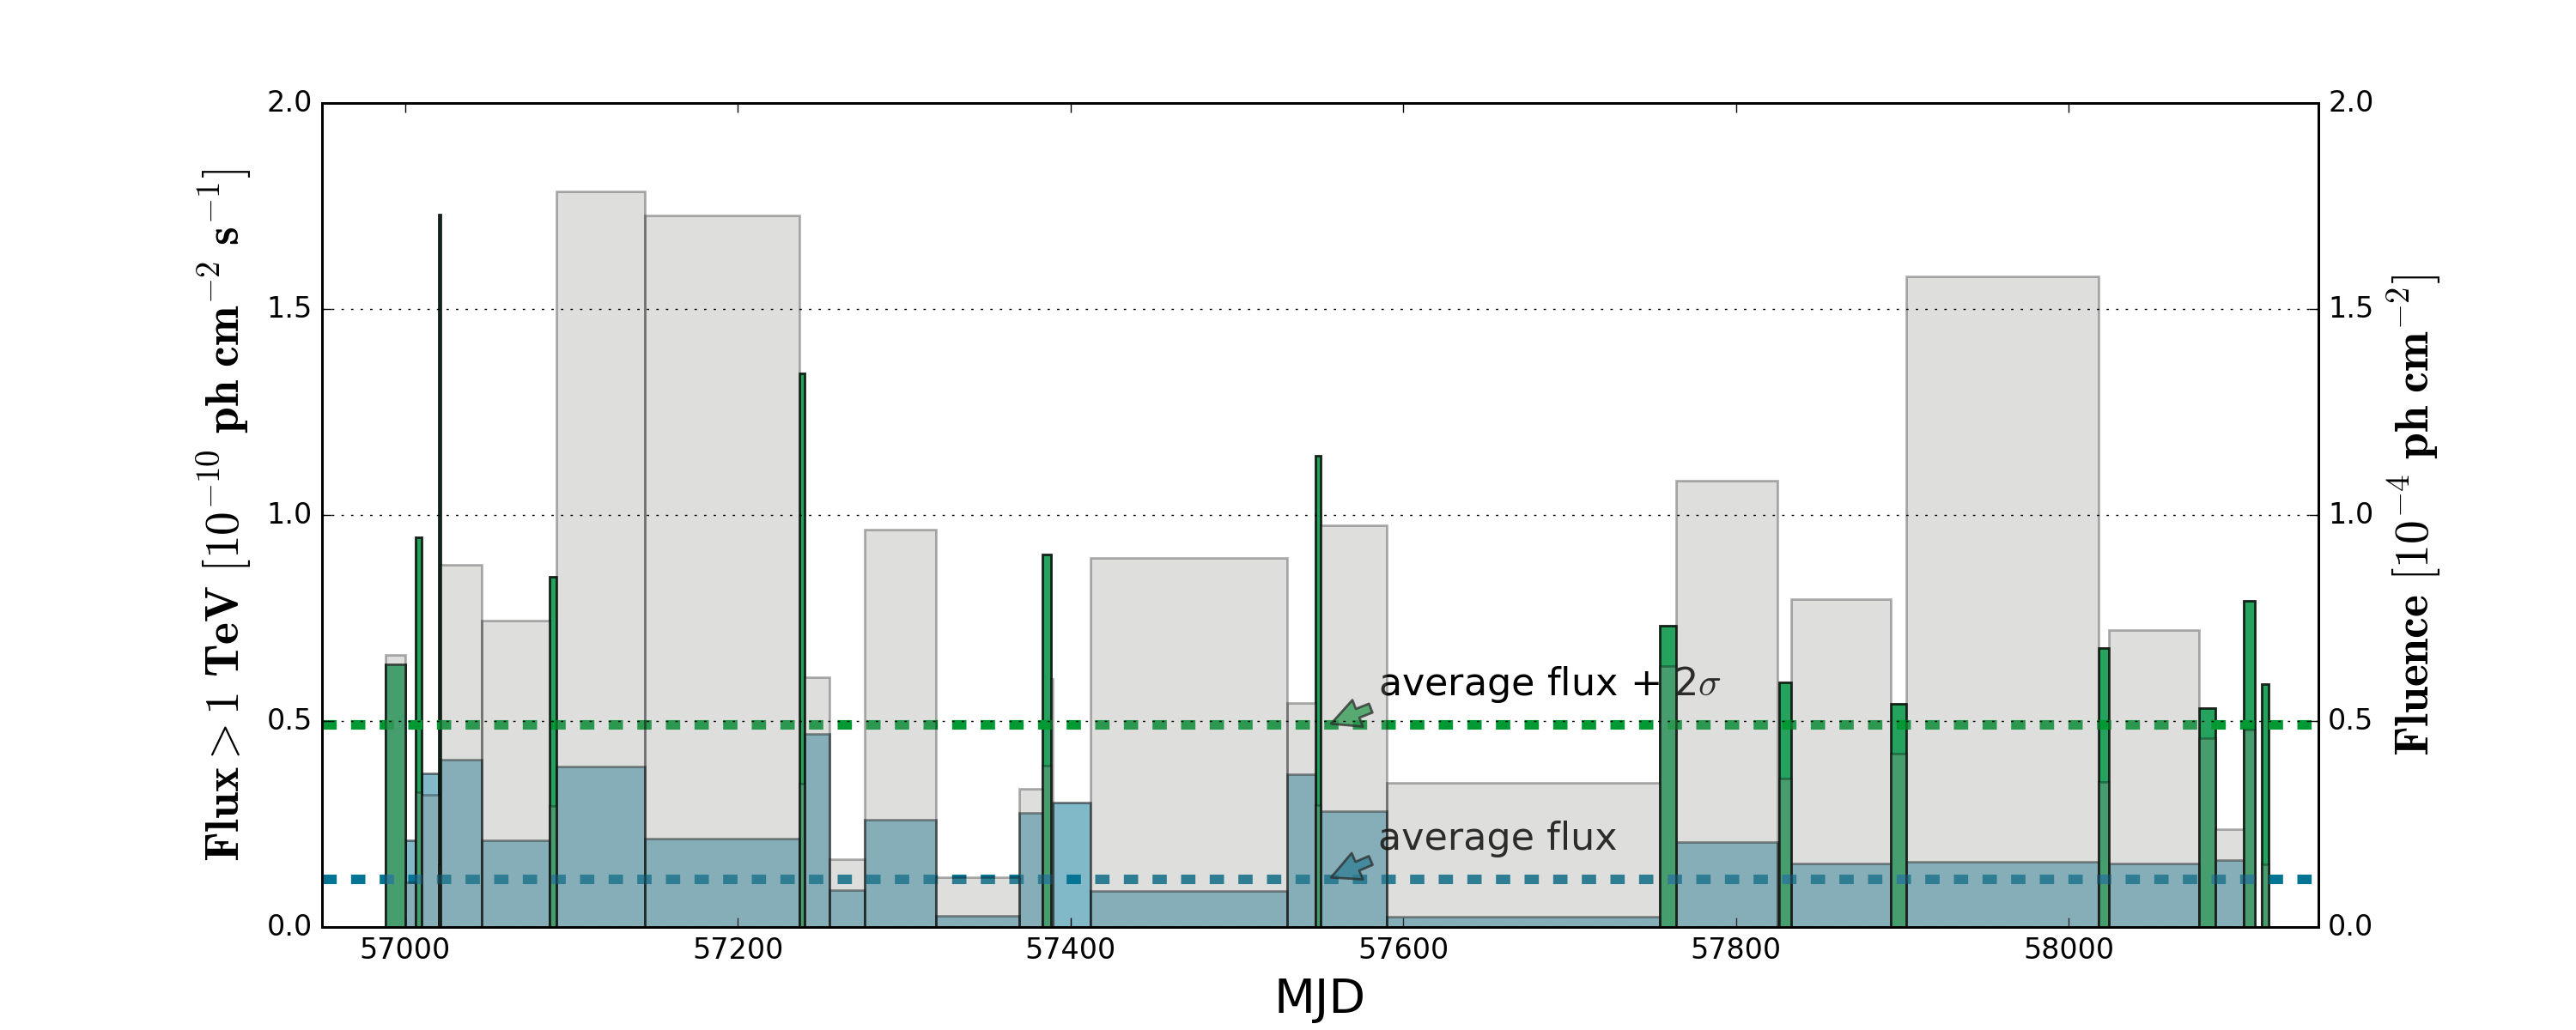 Flux > 1 TeV [10⁻¹⁰ ph cm⁻² s⁻¹]
2.0
1.5
1.0
0.5
0.0
average flux + 2σ
average flux
2.0
1.5
1.0
0.5
0.0
Fluence [10⁻⁴ ph cm⁻²]
57000 57200 57400 57600 57800 58000
MJD